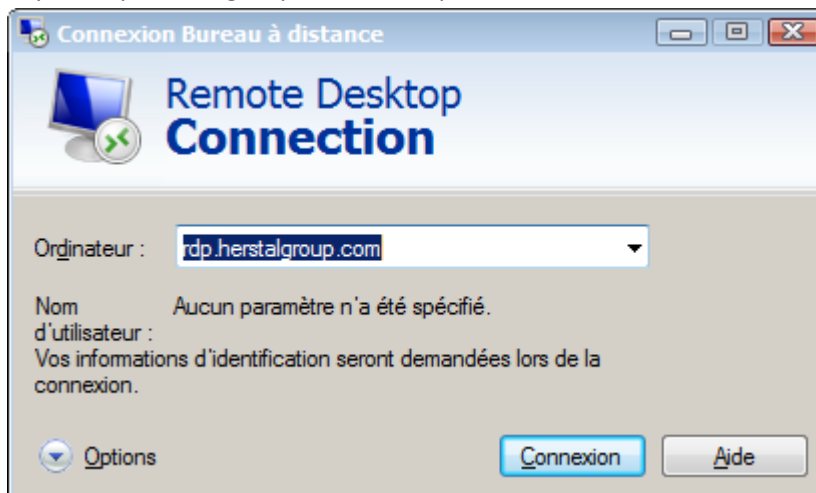 Connexion Bureau à distance
Remote Desktop
Connection
Ordinateur :
rdp.herstalgroup.com
Nom
d'utilisateur :
Aucun paramètre n'a été spécifié.
Vos informations d'identification seront demandées lors de la
connexion.
Options
Connexion
Aide